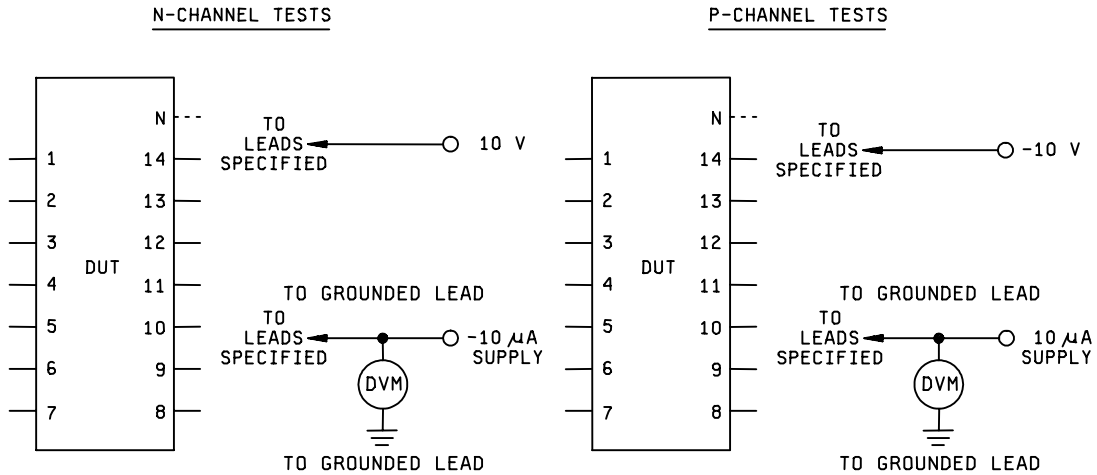 N-CHANNEL TESTS
N
TO
LEADS
SPECIFIED
10 V
1
2
3
4
5
6
7
14
13
12
11
10
9
8
DUT
TO GROUNDED LEAD
TO
LEADS
SPECIFIED
-10 µA
SUPPLY
DVM
TO GROUNDED LEAD
P-CHANNEL TESTS
N
TO
LEADS
SPECIFIED
-10 V
1
2
3
4
5
6
7
14
13
12
11
10
9
8
DUT
TO GROUNDED LEAD
TO
LEADS
SPECIFIED
10 µA
SUPPLY
DVM
TO GROUNDED LEAD